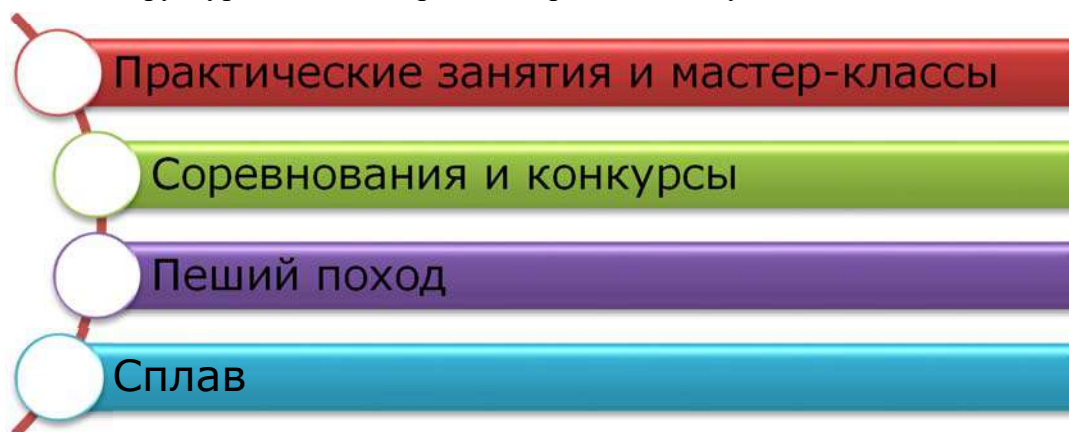 Практические занятия и мастер-классы
Соревнования и конкурсы
Пеший поход
Сплав